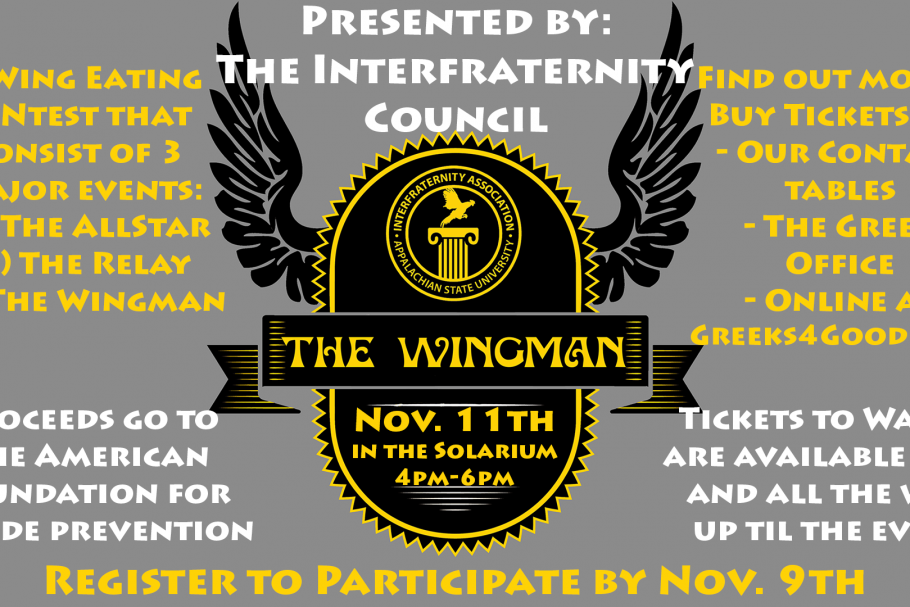 Presented by:
The Interfraternity
Council
Wing Eating
ntest that
onsist of 3
ajor events:
The AllStar
) The Relay
The Wingman
Find out mo
Buy Tickets
- Our Conta
tables
- The Gree
Office
- Online a
Greeks4Good
INTERFRATERNITY ASSOCIATION
APPALACHIAN STATE UNIVERSITY
THE WINGMAN
Nov. 11th
in the Solarium
4pm-6pm
oceeds go to
he American
undation for
ide prevention
Tickets to Wa
are available
and all the w
up til the ev
Register to Participate by Nov. 9th